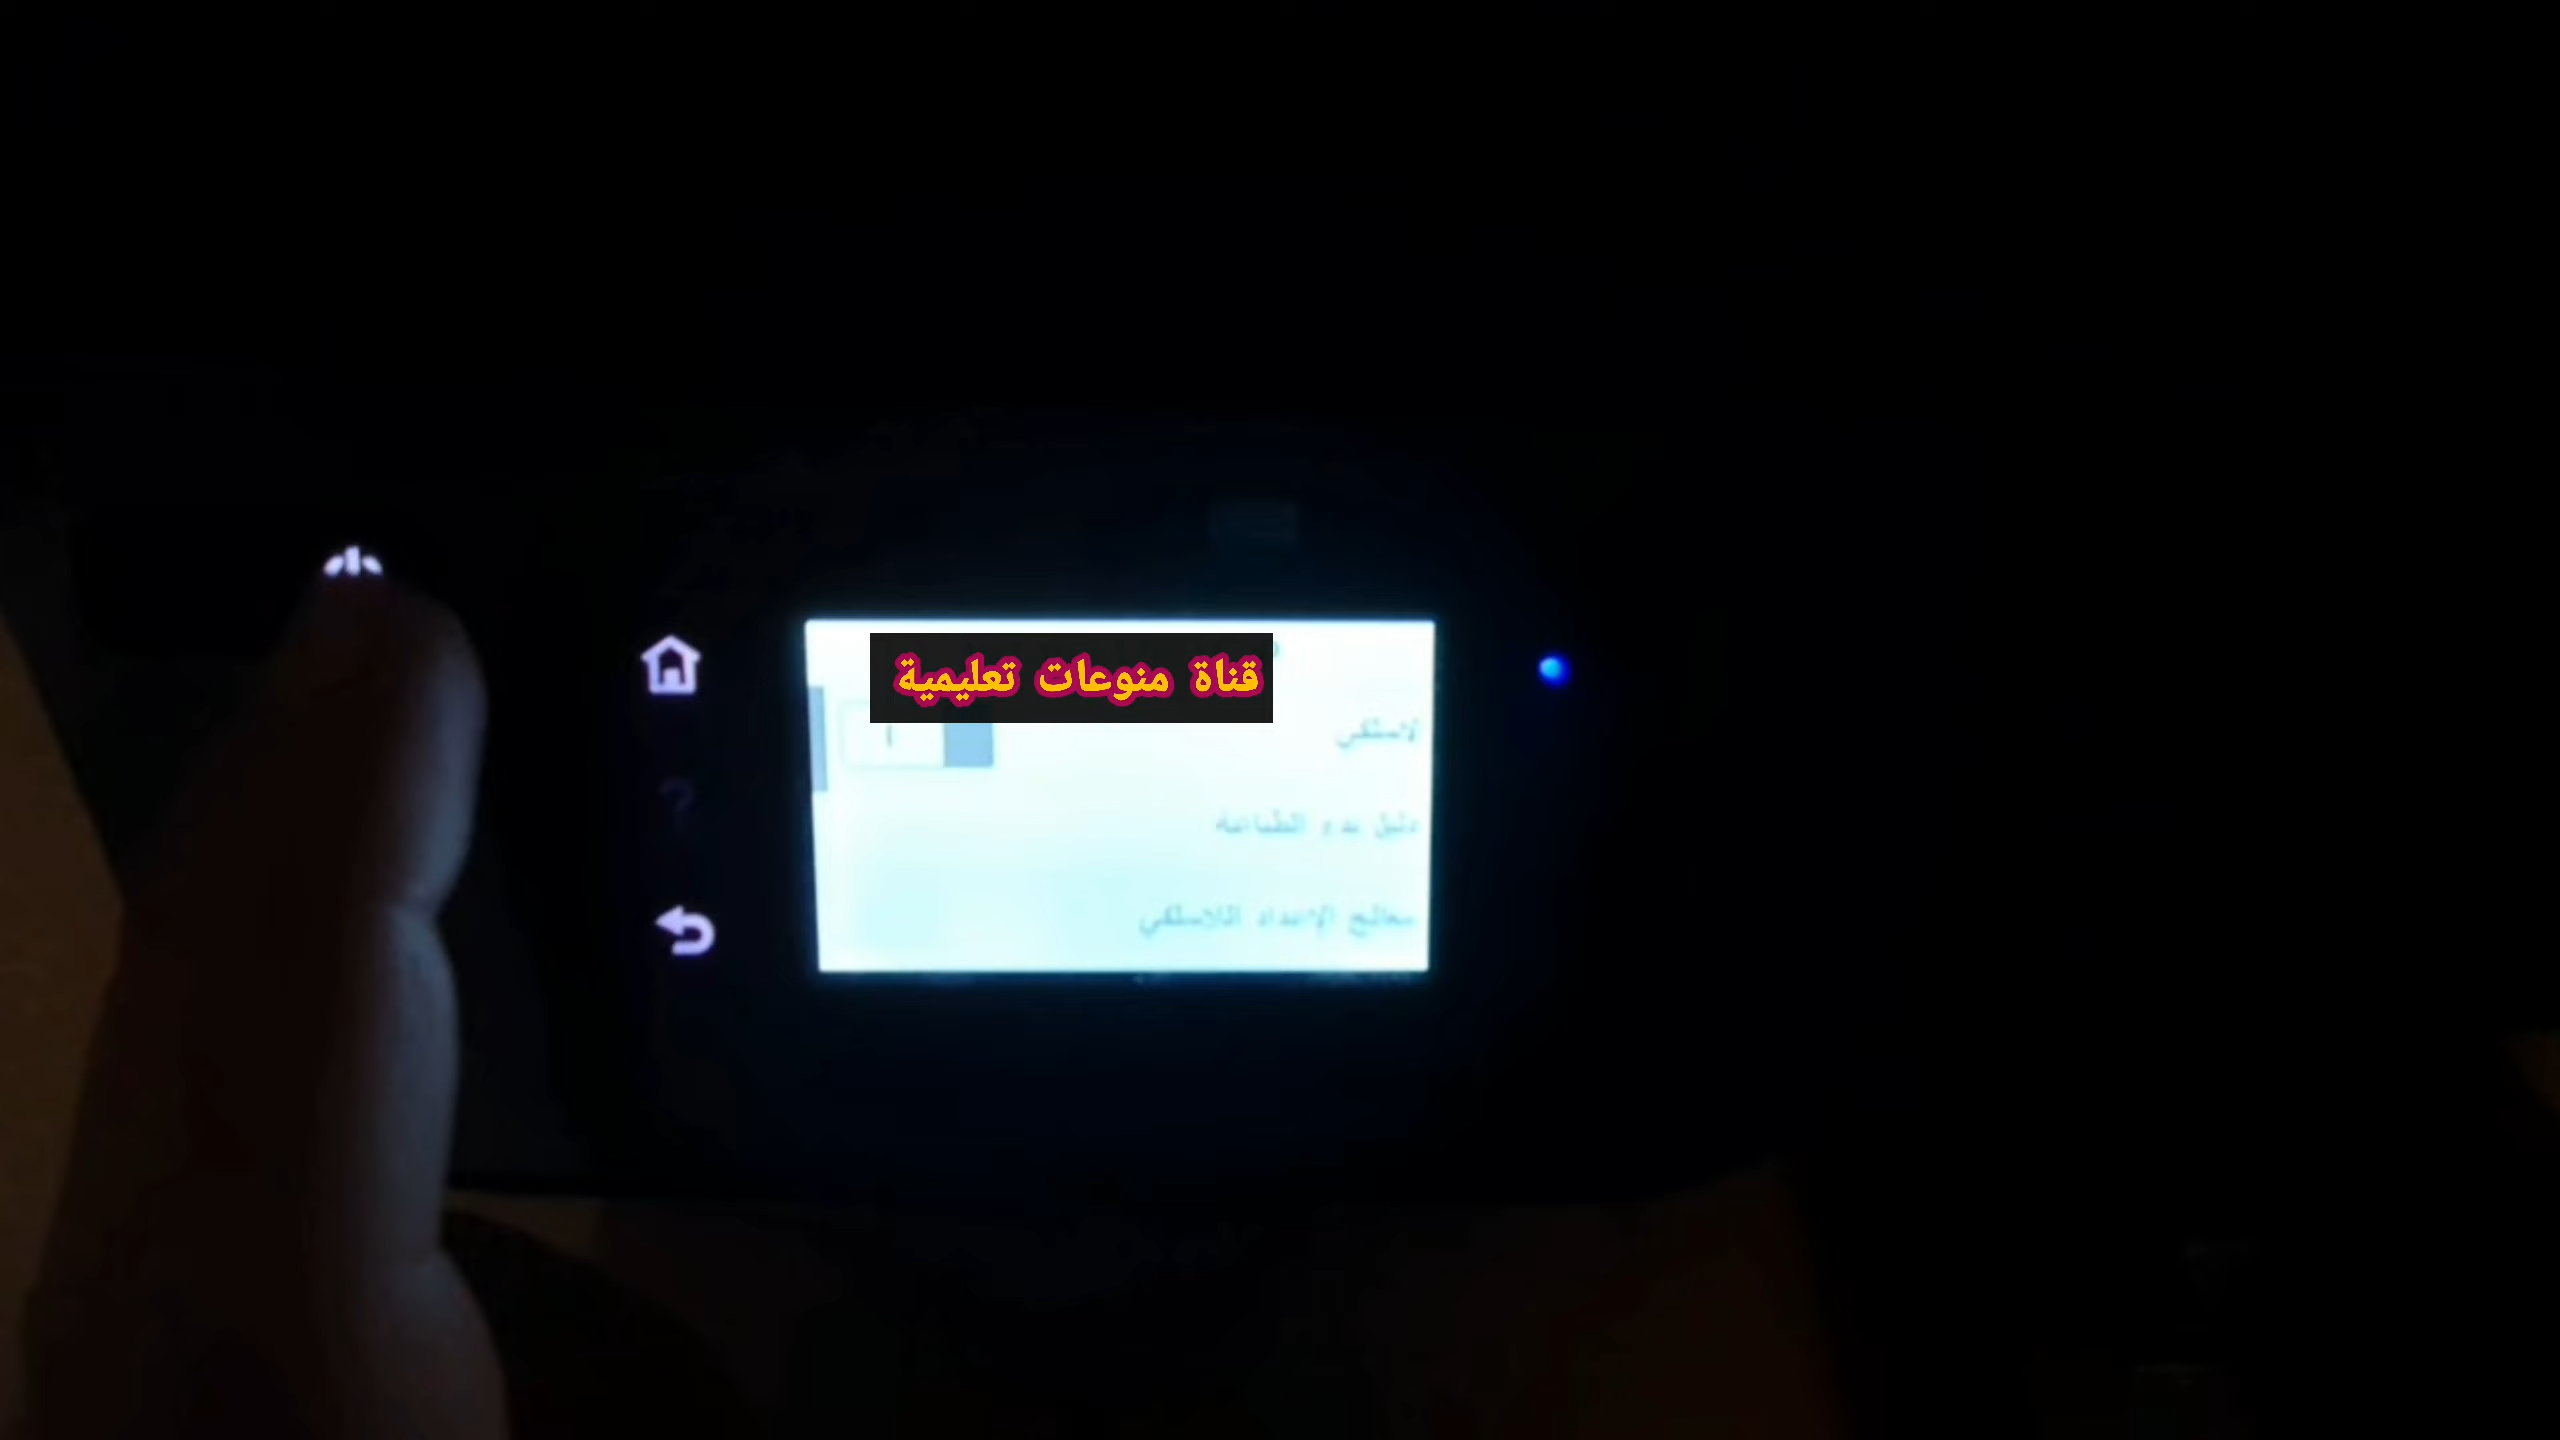 قناة منوعات تعليمية
لاسلكي
دليل بدء الطباعة
معالج الإعداد اللاسلكي